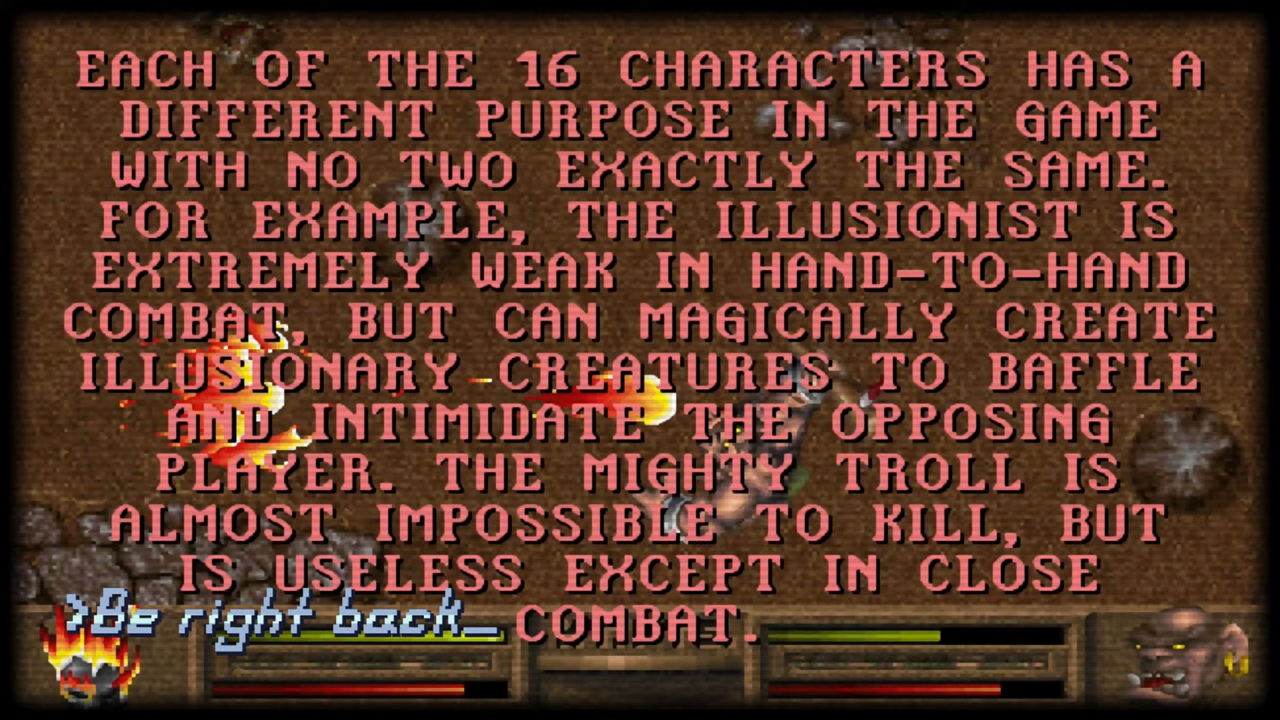 EACH OF THE 16 CHARACTERS HAS A
DIFFERENT PURPOSE IN THE GAME
WITH NO TWO EXACTLY THE SAME.
FOR EXAMPLE, THE ILLUSIONIST IS
EXTREMELY WEAK IN HAND-TO-HAND
COMBAT, BUT CAN MAGICALLY CREATE
ILLUSIONARY CREATURES TO BAFFLE
AND INTIMIDATE THE OPPOSING
PLAYER. THE MIGHTY TROLL IS
ALMOST IMPOSSIBLE TO KILL, BUT
IS USELESS EXCEPT IN CLOSE
COMBAT.
>Be right back_